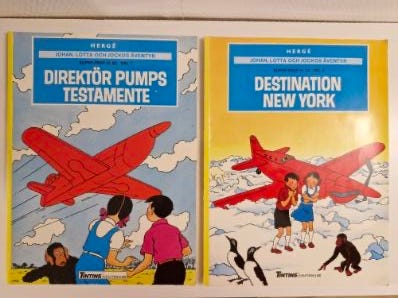 HERGÉ
JOHAN, LOTTA OCH JOCKOS ÄVENTYR
DIREKTÖR PUMPS
TESTAMENTE
TINTINS
HERGÉ
JOHAN, LOTTA OCH JOCKOS ÄVENTYR
DESTINATION
NEW YORK
TINTINS